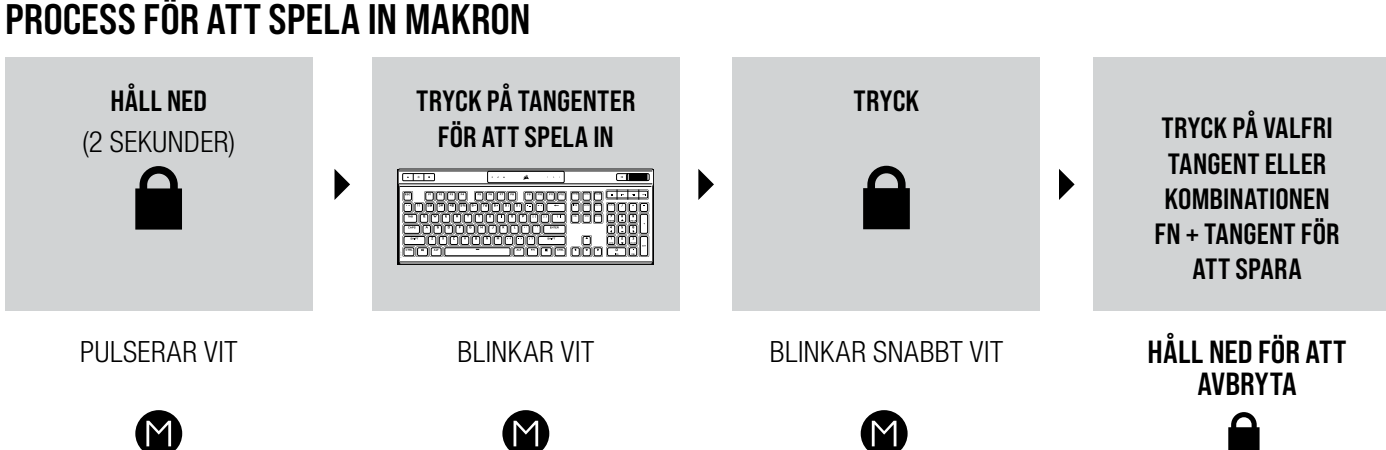 PROCESS FÖR ATT SPELA IN MAKRON
HÅLL NED
(2 SEKUNDER)
TRYCK PÅ TANGENTER
FÖR ATT SPELA IN
TRYCK
TRYCK PÅ VALFRI
TANGENT ELLER
KOMBINATIONEN
FN + TANGENT FÖR
ATT SPARA
PULSERAR VIT
BLINKAR VIT
BLINKAR SNABBT VIT
HÅLL NED FÖR ATT
AVBRYTA
M
M
M